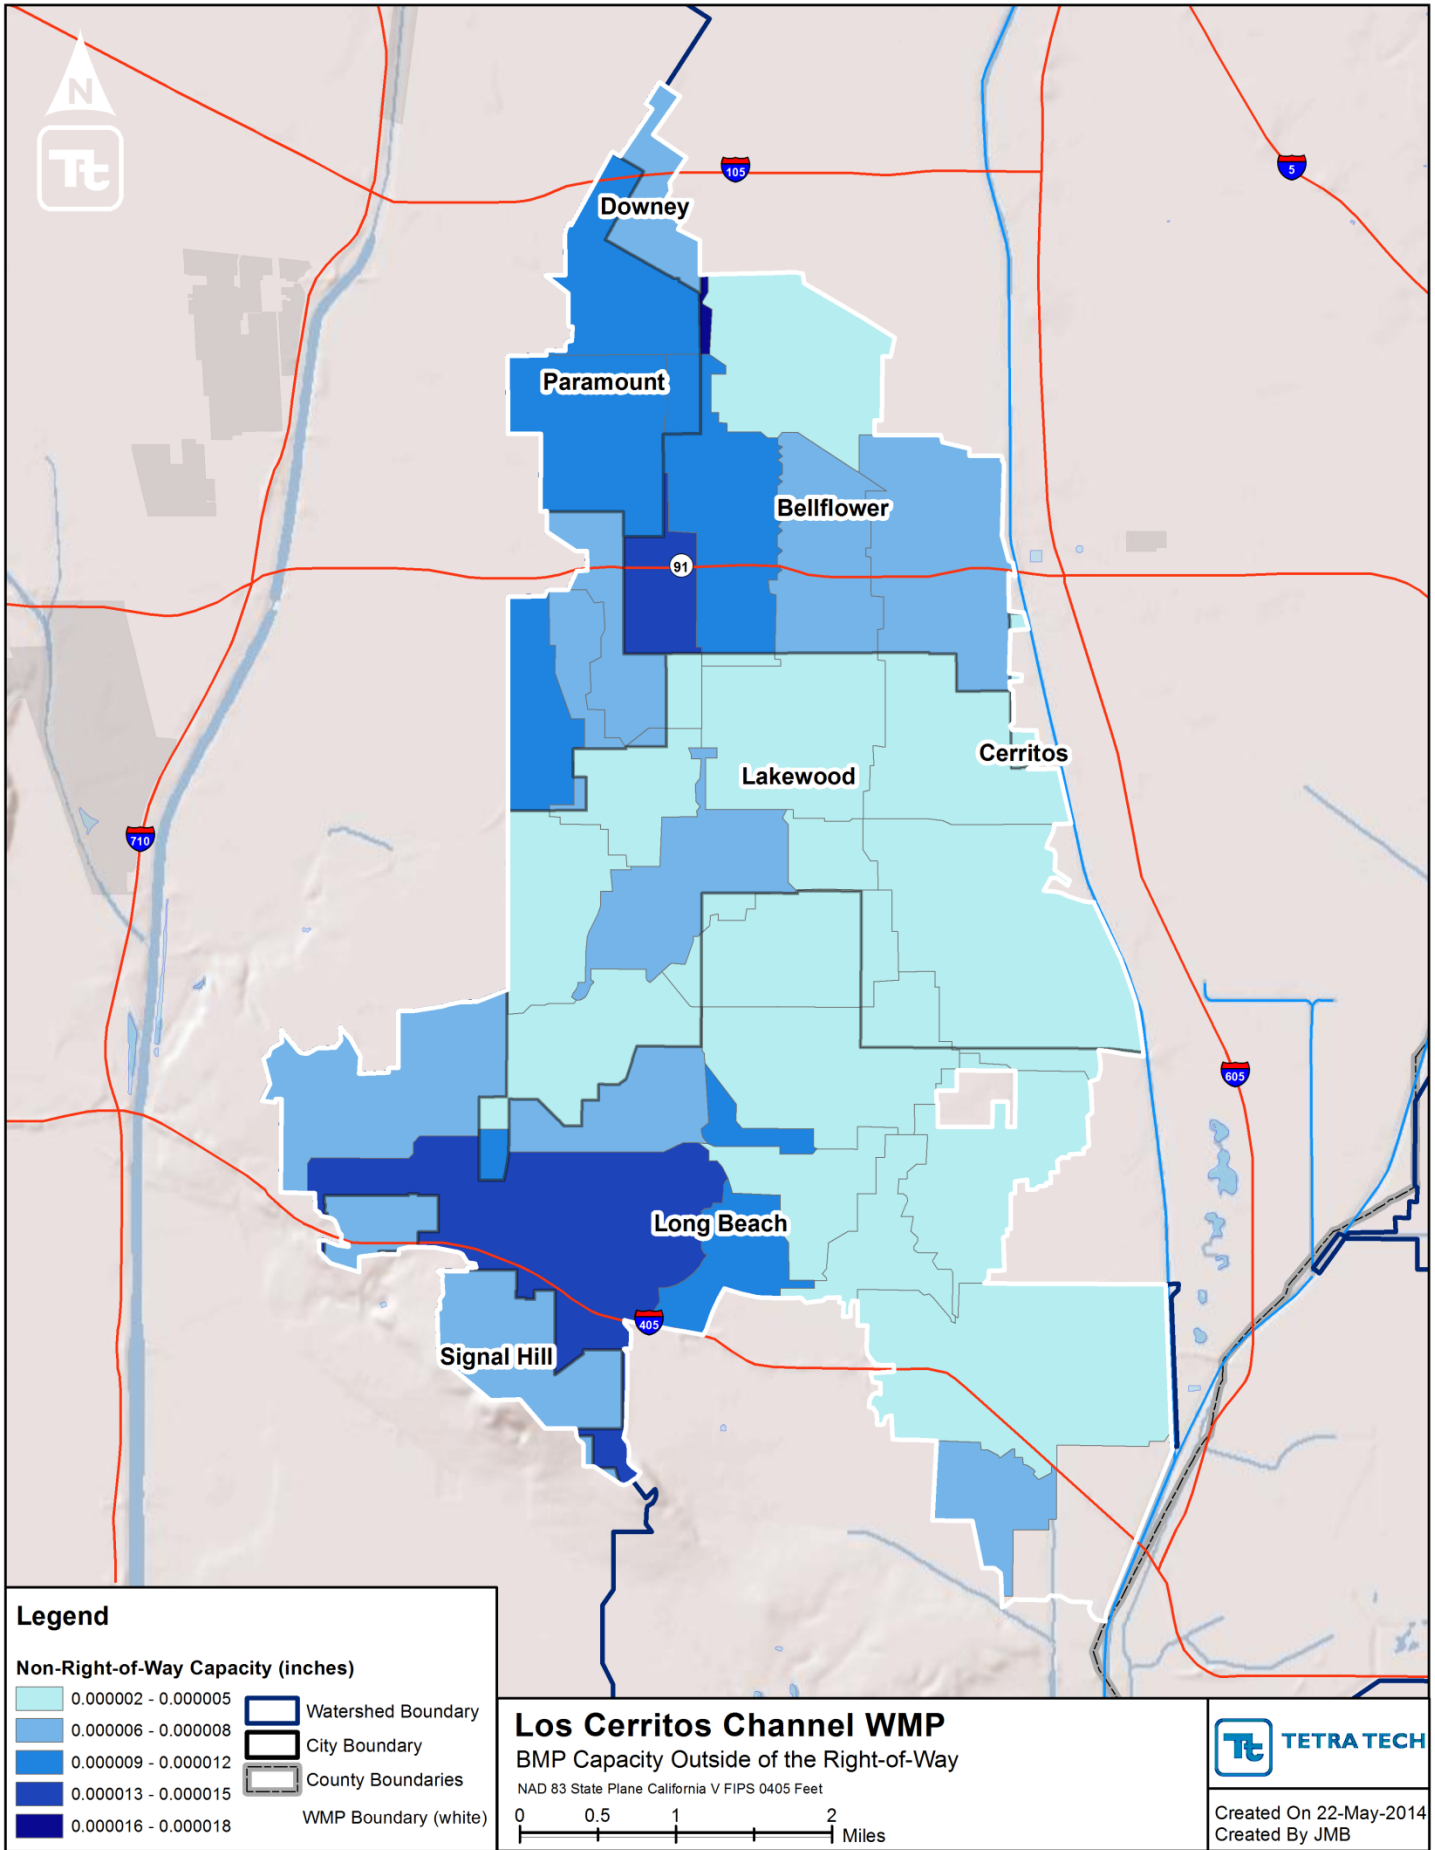 N
Tt
105
5
Downey
Paramount
Bellflower
91
Cerritos
Lakewood
710
605
Long Beach
405
Signal Hill
Legend
Non-Right-of-Way Capacity (inches)
0.000002 - 0.000005
0.000006 - 0.000008
0.000009 - 0.000012
0.000013 - 0.000015
0.000016 - 0.000018
Watershed Boundary
City Boundary
County Boundaries
WMP Boundary (white)
Los Cerritos Channel WMP
BMP Capacity Outside of the Right-of-Way
NAD 83 State Plane California V FIPS 0405 Feet
0 0.5 1 2
Miles
Tt TETRA TECH
Created On 22-May-2014
Created By JMB